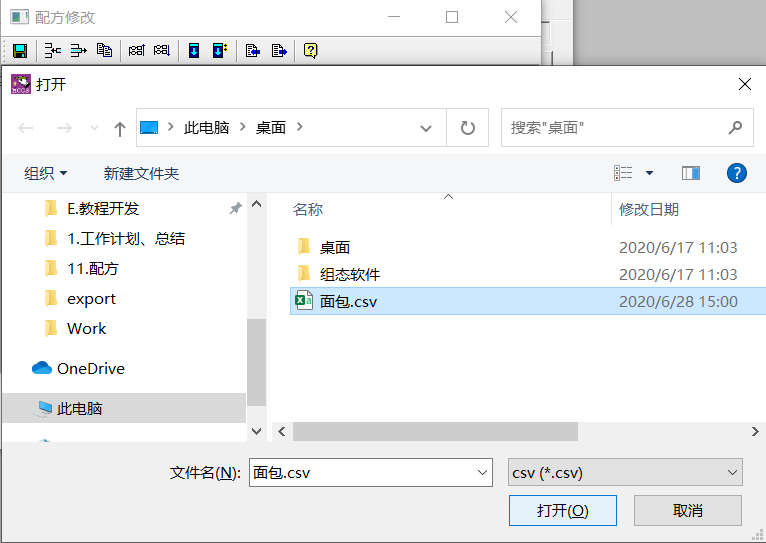 配方修改
打开
此电脑 桌面
搜索"桌面"
组织 新建文件夹
E.教程开发
1.工作计划、总结
11.配方
export
Work
OneDrive
此电脑
名称 修改日期
桌面 2020/6/17 11:03
组态软件 2020/6/17 11:03
面包.csv 2020/6/28 15:00
文件名(N): 面包.csv csv (*.csv)
打开(O) 取消